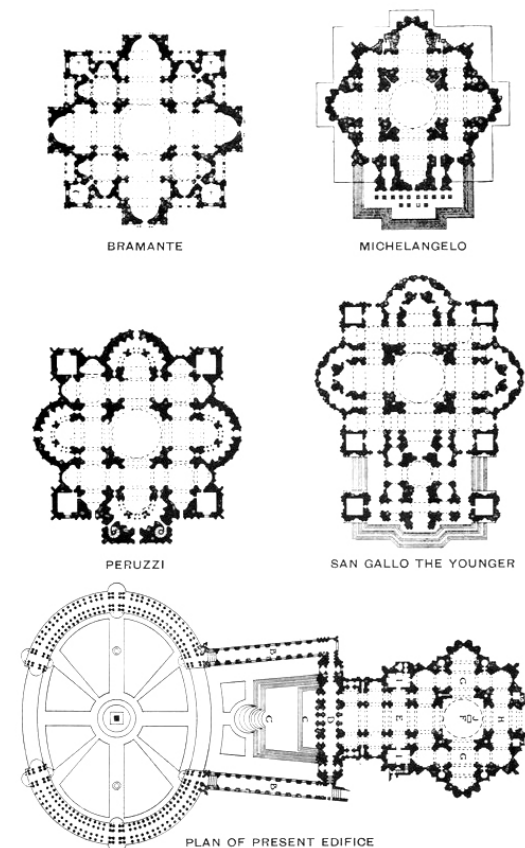 BRAMANTE
MICHELANGELO
PERUZZI
SAN GALLO THE YOUNGER
B
I
G
C
C
D
E
F
H
I
G
B
PLAN OF PRESENT EDIFICE